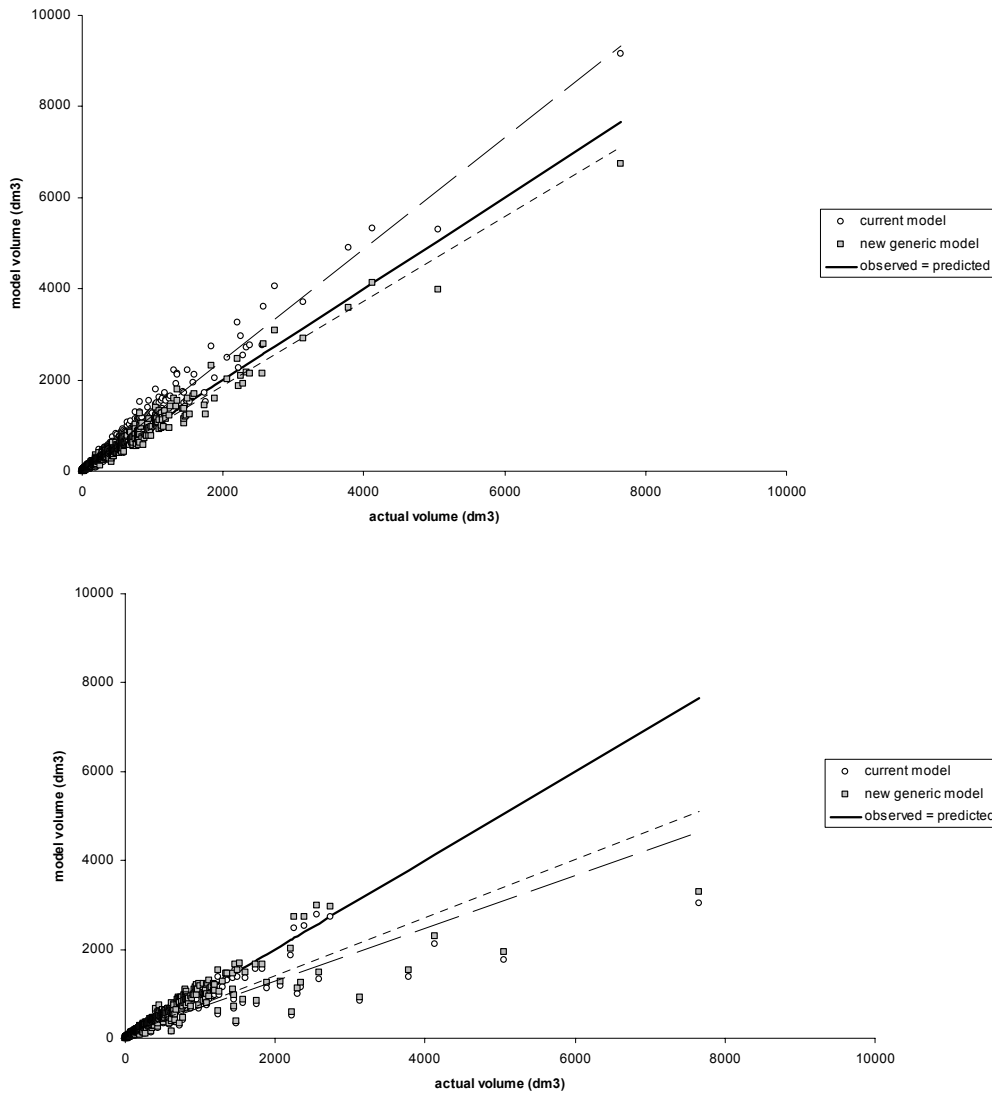 10000
8000
6000
4000
2000
0
model volume (dm3)
0 2000 4000 6000 8000 10000
actual volume (dm3)
current model
new generic model
observed = predicted
10000
8000
6000
4000
2000
0
model volume (dm3)
0 2000 4000 6000 8000 10000
actual volume (dm3)
current model
new generic model
observed = predicted